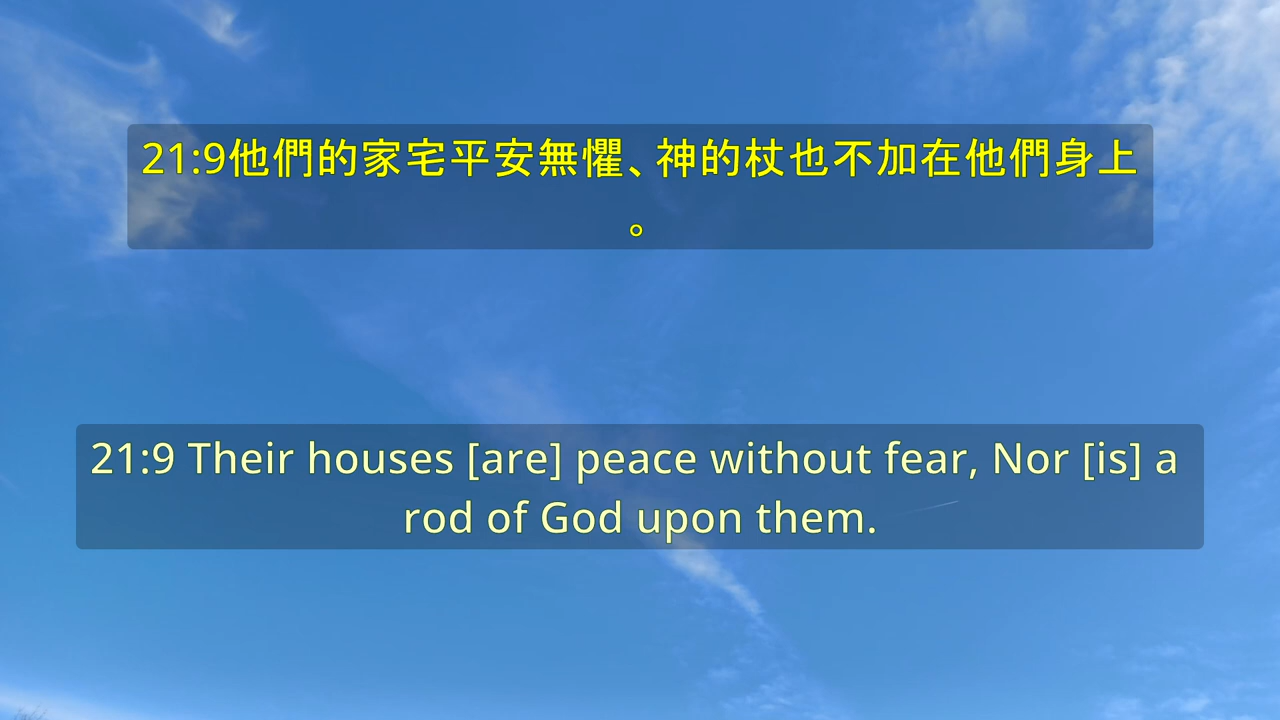 21:9他們的家宅平安無懼、神的杖也不加在他們身上
。
21:9 Their houses [are] peace without fear, Nor [is] a
rod of God upon them.